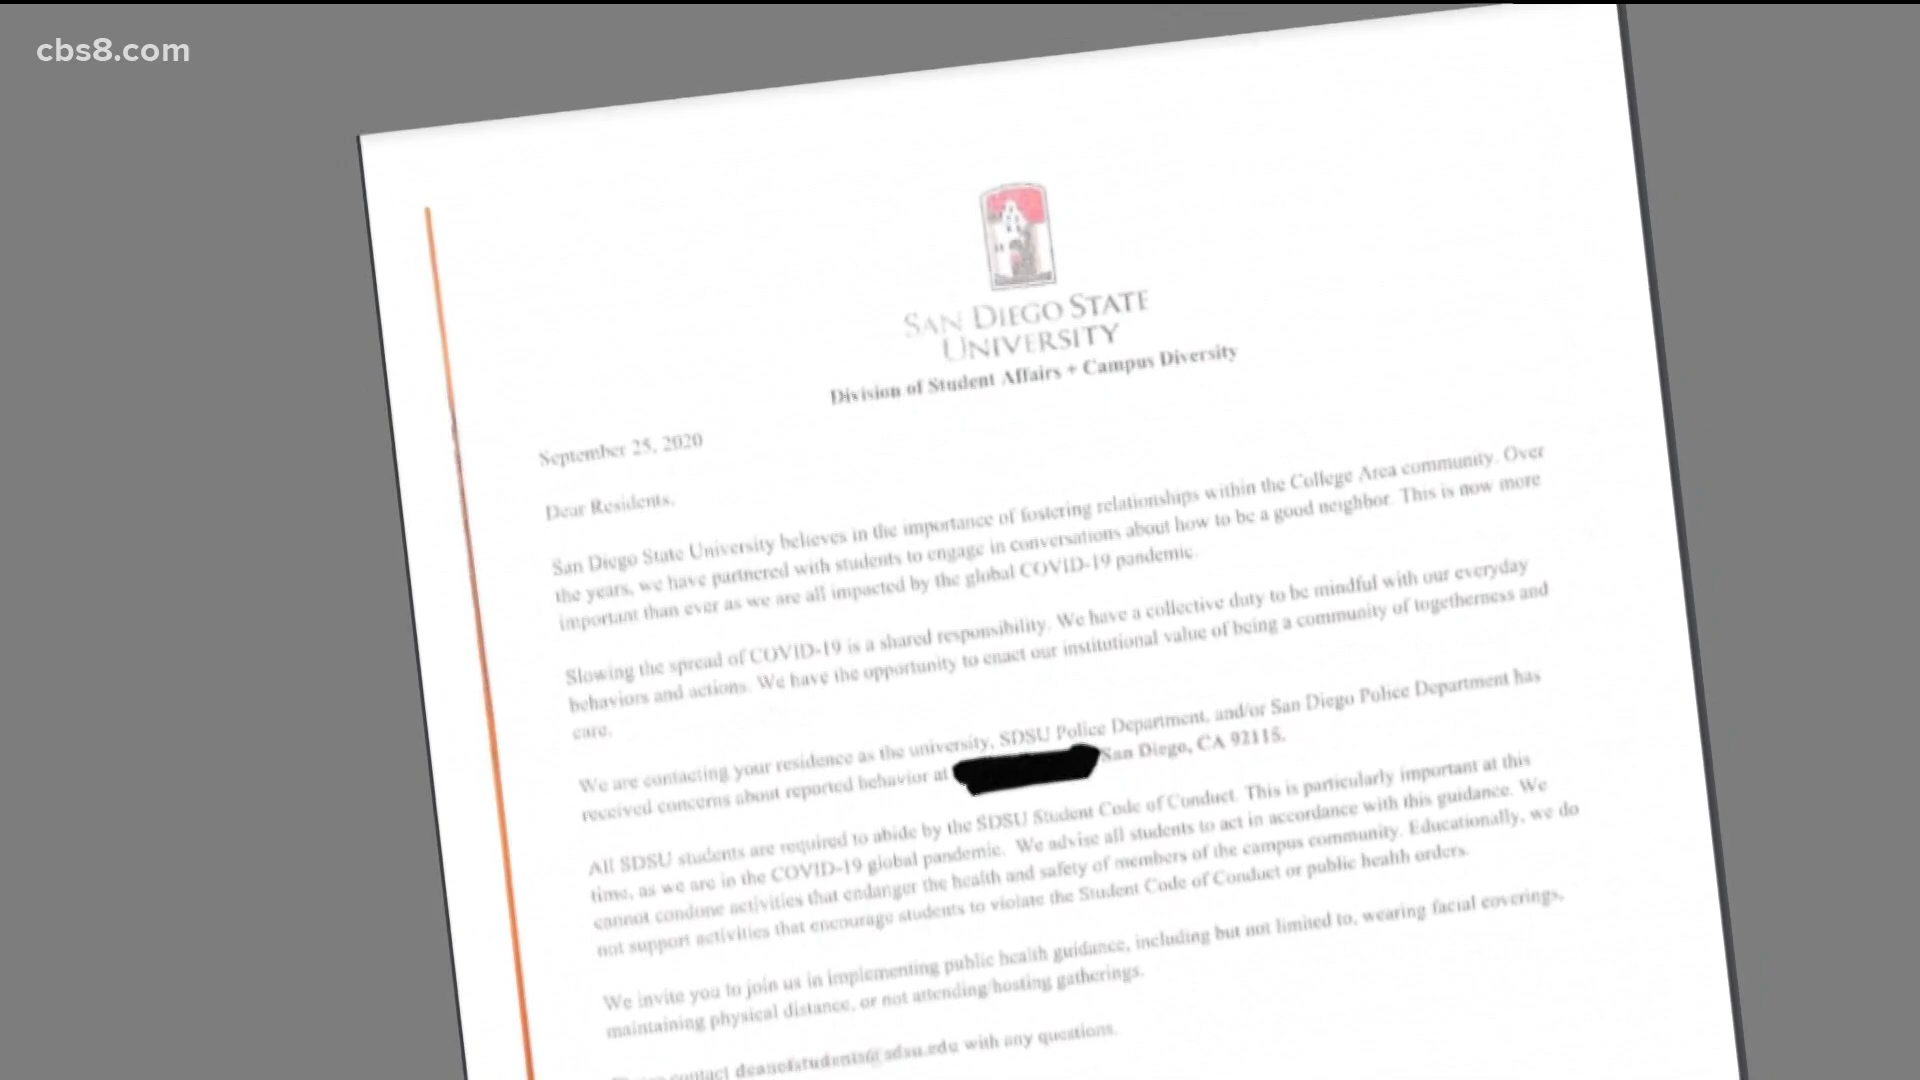 cbs8.com
SAN DIEGO STATE
UNIVERSITY
Division of Student Affairs + Campus Diversity
September 25, 2020
Dear Residents,
San Diego State University believes in the importance of fostering relationships within the College Area community. Over
the years, we have partnered with students to engage in conversations about how to be a good neighbor. This is now more
important than ever as we are all impacted by the global COVID-19 pandemic.
Slowing the spread of COVID-19 is a shared responsibility. We have a collective duty to be mindful with our everyday
behaviors and actions. We have the opportunity to enact our institutional value of being a community of togetherness and
care.
We are contacting your residence as the university, SDSU Police Department, and/or San Diego Police Department has
received concerns about reported behavior at San Diego, CA 92115.
All SDSU students are required to abide by the SDSU Student Code of Conduct. This is particularly important at this
time, as we are in the COVID-19 global pandemic. We advise all students to act in accordance with this guidance. We
cannot condone activities that endanger the health and safety of members of the campus community. Educationally, we do
not support activities that encourage students to violate the Student Code of Conduct or public health orders.
We invite you to join us in implementing public health guidance, including but not limited to, wearing facial coverings,
maintaining physical distance, or not attending/hosting gatherings.
contact deanofstudents@sdsu.edu with any questions.